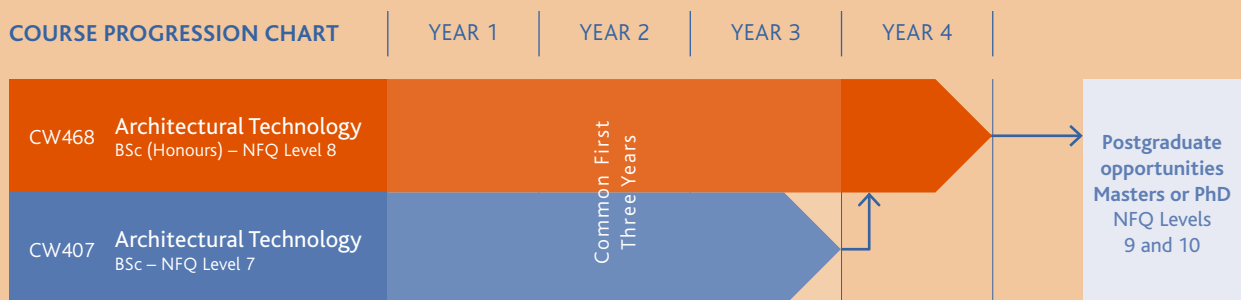 COURSE PROGRESSION CHART
YEAR 1
YEAR 2
YEAR 3
YEAR 4
CW468
Architectural Technology
BSc (Honours) – NFQ Level 8
CW407
Architectural Technology
BSc – NFQ Level 7
Common First
Three Years
Postgraduate
opportunities
Masters or PhD
NFQ Levels
9 and 10